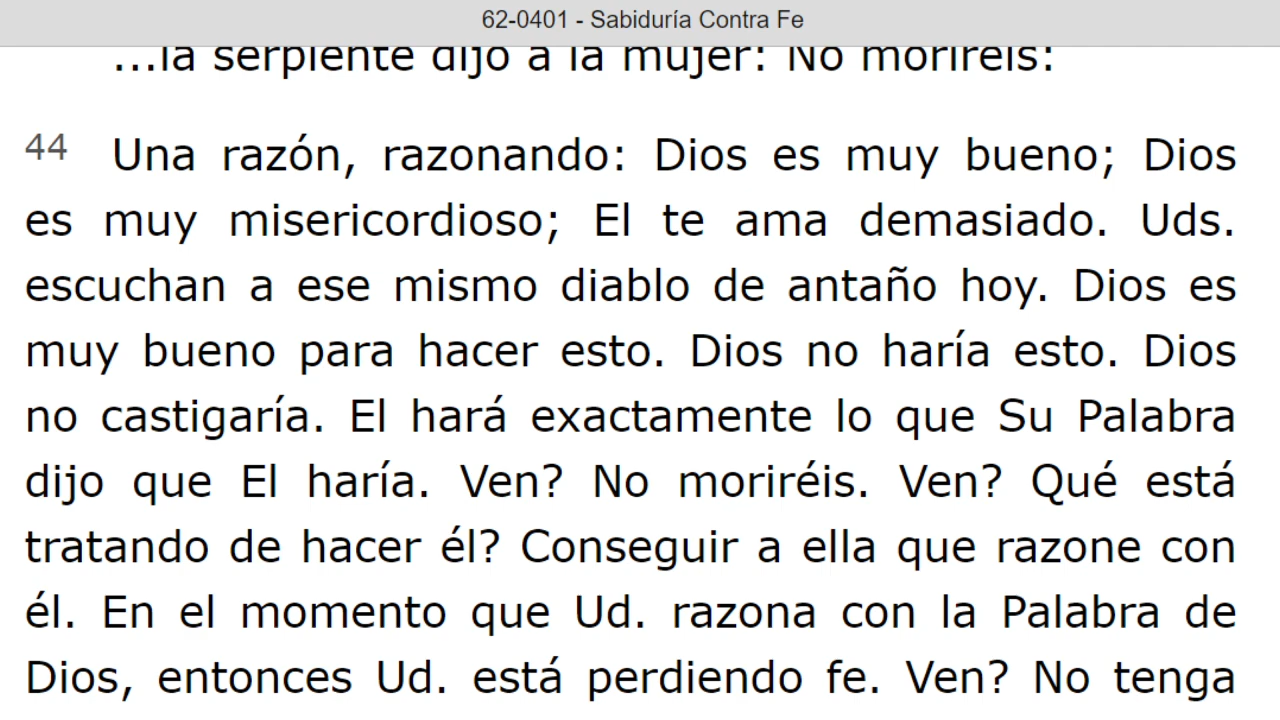 62-0401 - Sabiduría Contra Fe
...la serpiente dijo a la mujer: No moriréis:
44 Una razón, razonando: Dios es muy bueno; Dios
es muy misericordioso; El te ama demasiado. Uds.
escuchan a ese mismo diablo de antaño hoy. Dios es
muy bueno para hacer esto. Dios no haría esto. Dios
no castigaría. El hará exactamente lo que Su Palabra
dijo que El haría. Ven? No moriréis. Ven? Qué está
tratando de hacer él? Conseguir a ella que razone con
él. En el momento que Ud. razona con la Palabra de
Dios, entonces Ud. está perdiendo fe. Ven? No tenga